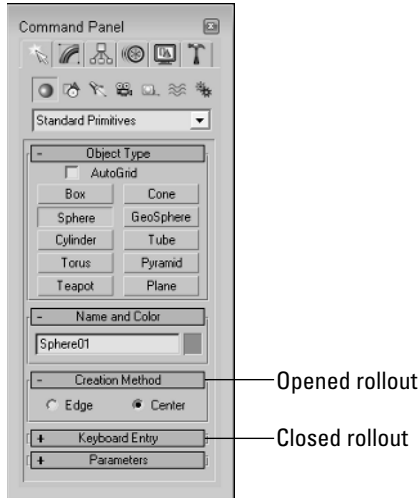 Command Panel
Standard Primitives
- Object Type
AutoGrid
Box Cone
Sphere GeoSphere
Cylinder Tube
Torus Pyramid
Teapot Plane
- Name and Color
Sphere01
- Creation Method Opened rollout
Edge Center
+ Keyboard Entry Closed rollout
+ Parameters